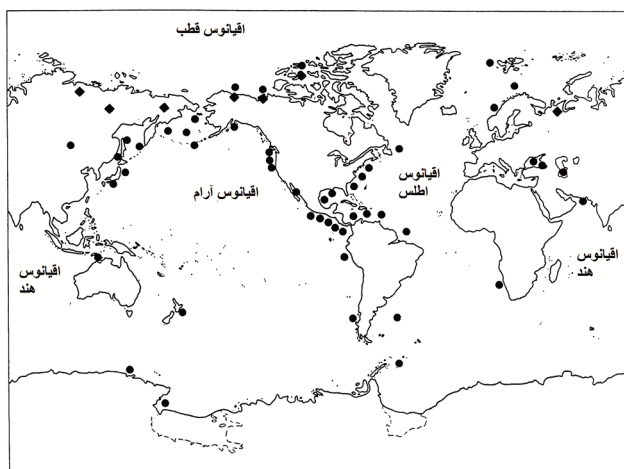 اقیانوس قطب
اقیانوس
اطلس
اقیانوس آرام
اقیانوس
هند
اقیانوس
هند